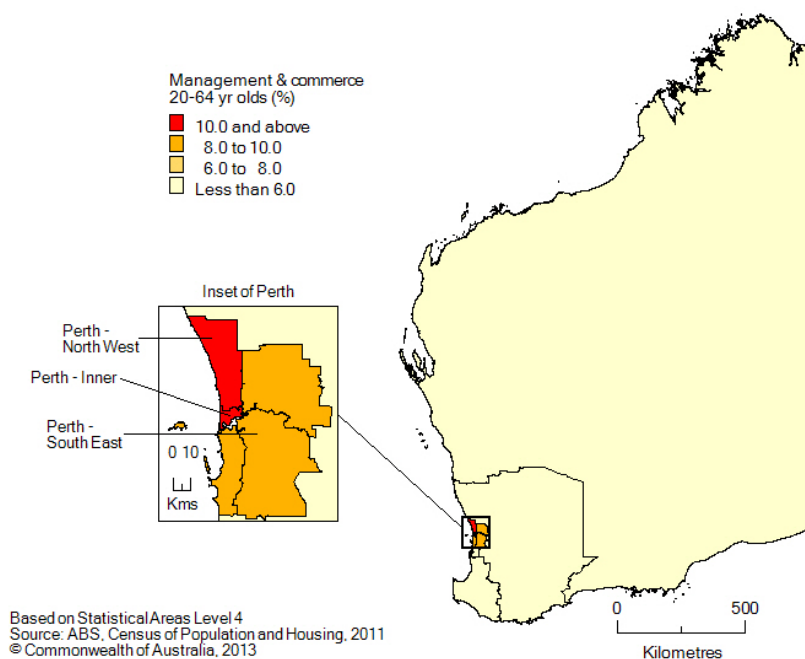 Management & commerce
20-64 yr olds (%)
10.0 and above
8.0 to 10.0
6.0 to 8.0
Less than 6.0
Inset of Perth
Perth -
North West
Perth - Inner
Perth -
South East
0 10
Kms
0 500
Kilometres
Based on Statistical Areas Level 4
Source: ABS, Census of Population and Housing, 2011
© Commonwealth of Australia, 2013